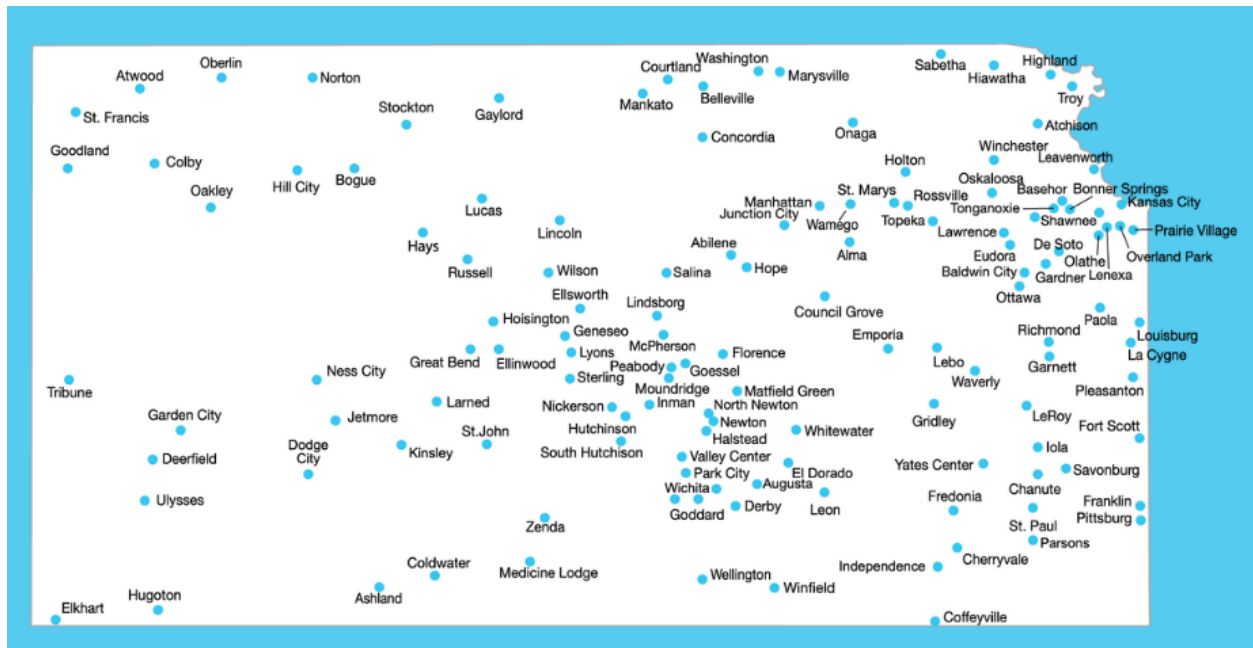 Washington
Sabetha
Highland
Hiawatha
Oberlin
Atwood
Norton
Courtland
Marysville
Troy
Mankato
Belleville
Stockton
Gaylord
St. Francis
Onaga
Atchison
Concordia
Goodland
Colby
Winchester
Leavenworth
Holton
Hill City
Bogue
Oakley
Oskaloosa
Basehor
Bonner Springs
St. Marys
Rossville
Kansas City
Manhattan
Tonganoxie
Lucas
Junction City
Wamego
Topeka
Shawnee
Lincoln
Lawrence
Prairie Village
Hays
Abilene
Alma
Eudora
De Soto
Overland Park
Olathe
Russell
Wilson
Salina
Hope
Baldwin City
Gardner
Lenexa
Ottawa
Ellsworth
Lindsborg
Council Grove
Paola
Hoisington
Geneseo
Emporia
Richmond
Louisburg
McPherson
Great Bend
Ellinwood
Lyons
Florence
Lebo
La Cygne
Peabody
Goessel
Garnett
Ness City
Sterling
Waverly
Tribune
Moundridge
Matfield Green
Pleasanton
Larned
Nickerson
Inman
Garden City
Jetmore
North Newton
Gridley
LeRoy
Hutchinson
Newton
Whitewater
Fort Scott
St.John
Halstead
Dodge
City
Kinsley
South Hutchison
Iola
Deerfield
Valley Center
Yates Center
Savonburg
Park City
El Dorado
Ulysses
Wichita
Augusta
Chanute
Fredonia
Goddard
Derby
Leon
Franklin
Pittsburg
Zenda
St. Paul
Parsons
Coldwater
Medicine Lodge
Cherryvale
Independence
Wellington
Winfield
Ashland
Hugoton
Elkhart
Coffeyville